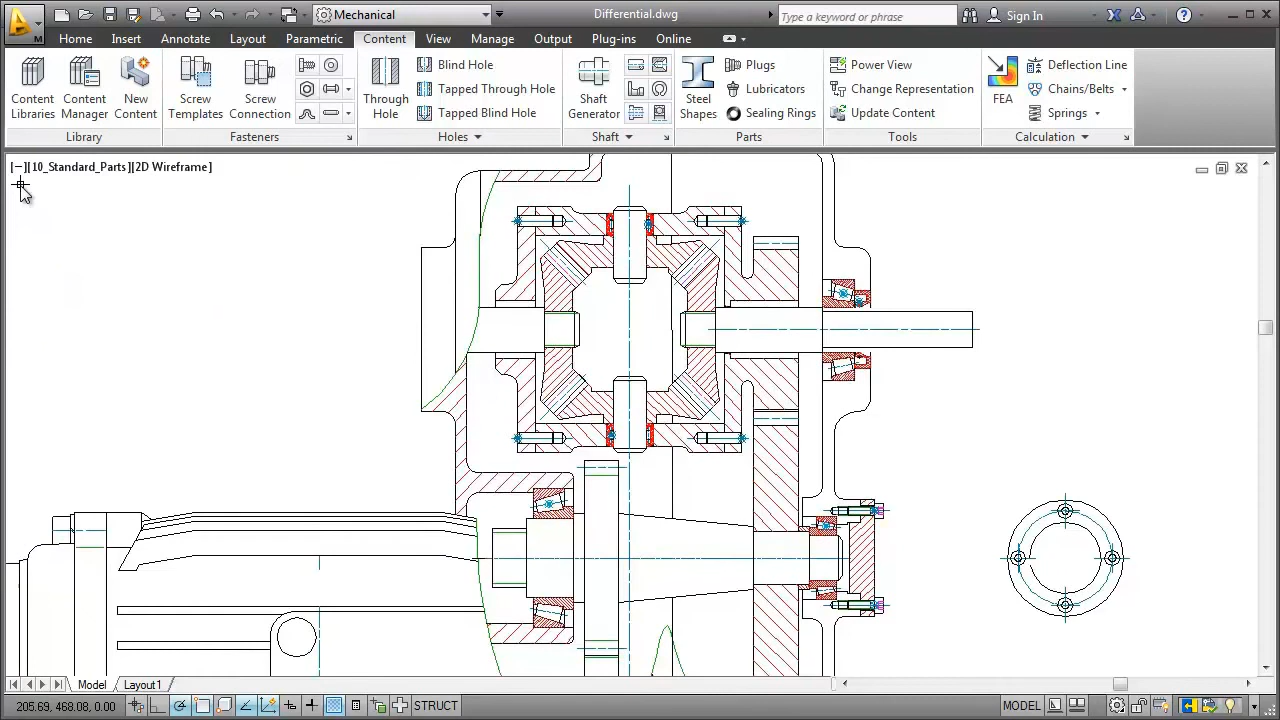 Mechanical
Differential.dwg
Type a keyword or phrase
Sign In
M
Home Insert Annotate Layout Parametric Content View Manage Output Plug-ins Online
Content Libraries
Content Manager
New Content
Library
Screw Templates
Screw Connection
Fasteners
Through Hole
Blind Hole
Tapped Through Hole
Tapped Blind Hole
Holes
Shaft Generator
Shaft
Steel Shapes
Plugs
Lubricators
Sealing Rings
Parts
Power View
Change Representation
Update Content
Tools
FEA
Deflection Line
Chains/Belts
Springs
Calculation
[−][10_Standard_Parts][2D Wireframe]
Model Layout1
205.69, 468.08, 0.00
STRUCT
MODEL